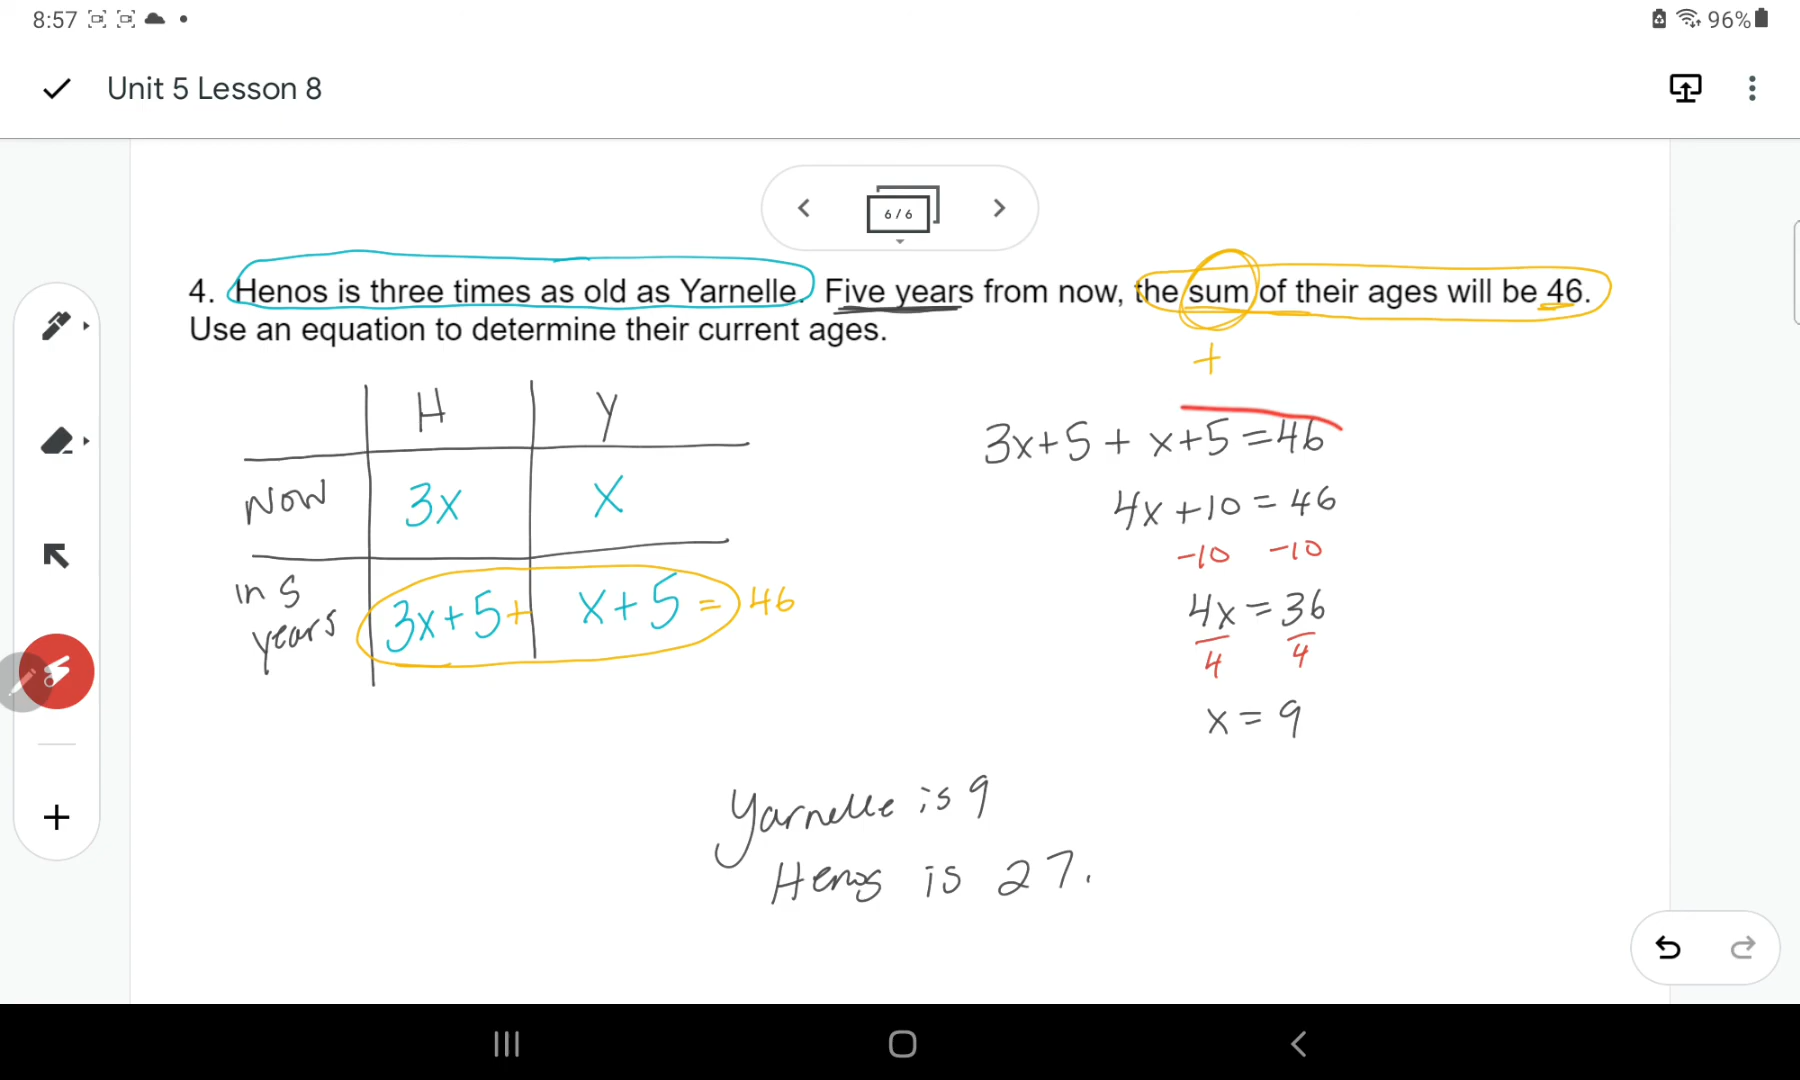 8:57 96%
Unit 5 Lesson 8
6 / 6
4. Henos is three times as old as Yarnelle. Five years from now, the sum of their ages will be 46.
Use an equation to determine their current ages.
+
H Y
Now 3x x
in 5 years 3x+5 + x+5 = 46
3x+5 + x+5 = 46
4x +10 = 46
-10 -10
4x = 36
4 4
x = 9
Yarnelle is 9
Henos is 27.